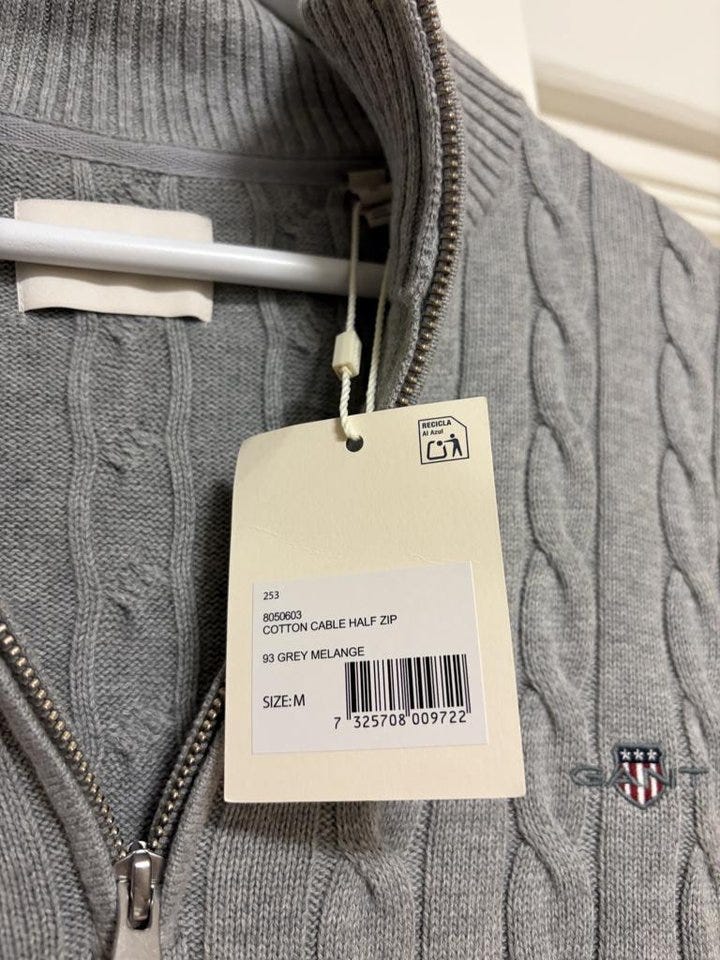 RECICLA
Al Azul
253
8050603
COTTON CABLE HALF ZIP
93 GREY MELANGE
SIZE: M
7 325708 009722
GANT